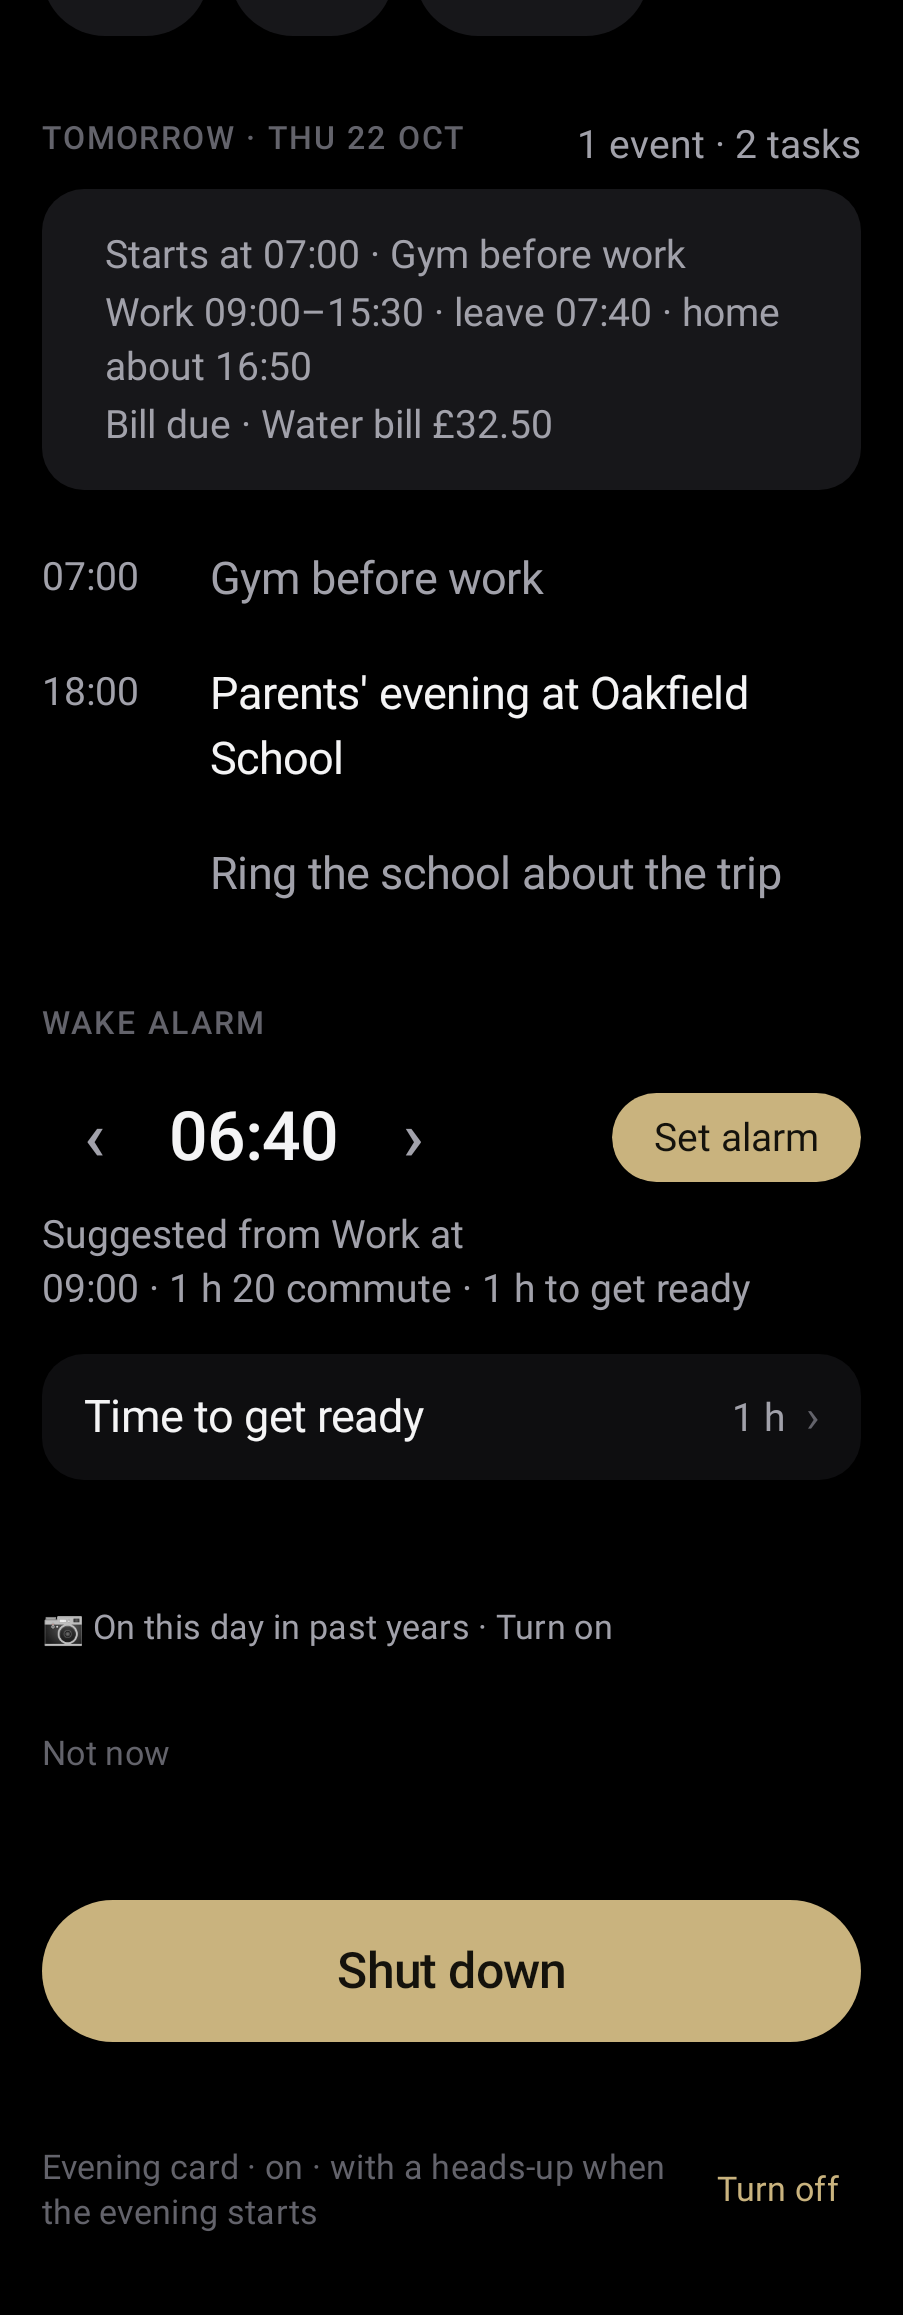 TOMORROW · THU 22 OCT
1 event · 2 tasks
Starts at 07:00 · Gym before work
Work 09:00–15:30 · leave 07:40 · home
about 16:50
Bill due · Water bill £32.50
07:00 Gym before work
18:00 Parents' evening at Oakfield
School
Ring the school about the trip
WAKE ALARM
‹ 06:40 › Set alarm
Suggested from Work at
09:00 · 1 h 20 commute · 1 h to get ready
Time to get ready 1 h ›
On this day in past years · Turn on
Not now
Shut down
Evening card · on · with a heads-up when
the evening starts
Turn off